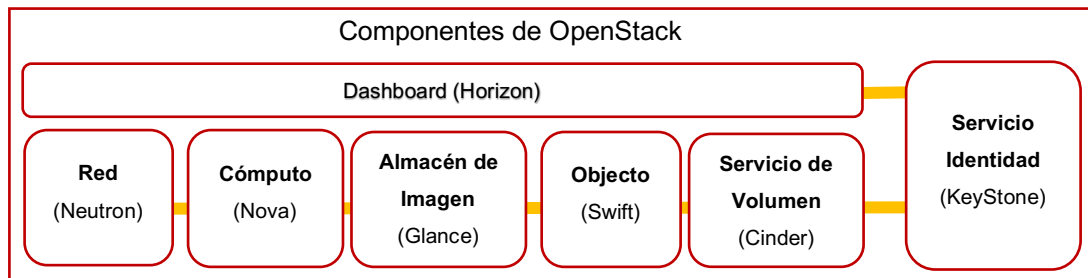 Componentes de OpenStack
Dashboard (Horizon)
Red
(Neutron)
Cómputo
(Nova)
Almacén de
Imagen
(Glance)
Objecto
(Swift)
Servicio de
Volumen
(Cinder)
Servicio
Identidad
(KeyStone)